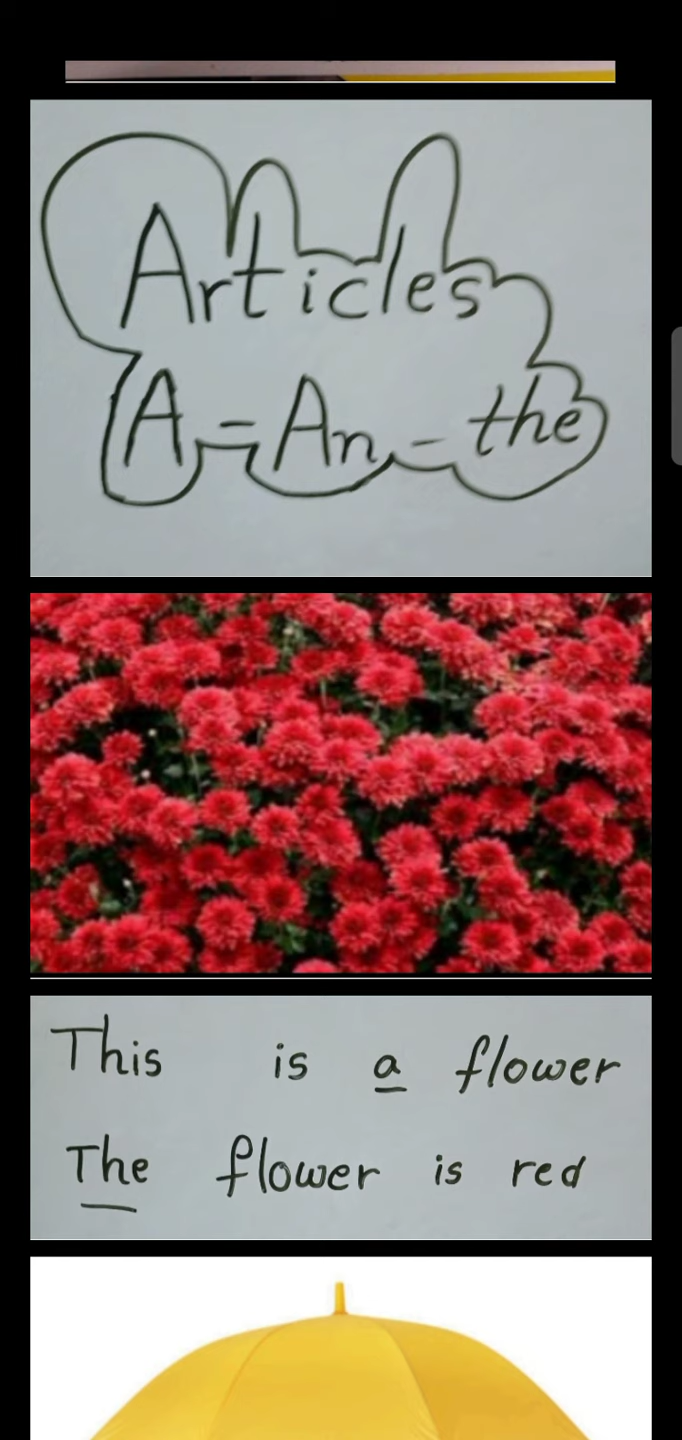 Articles
A - An - the
This is a flower
The flower is red